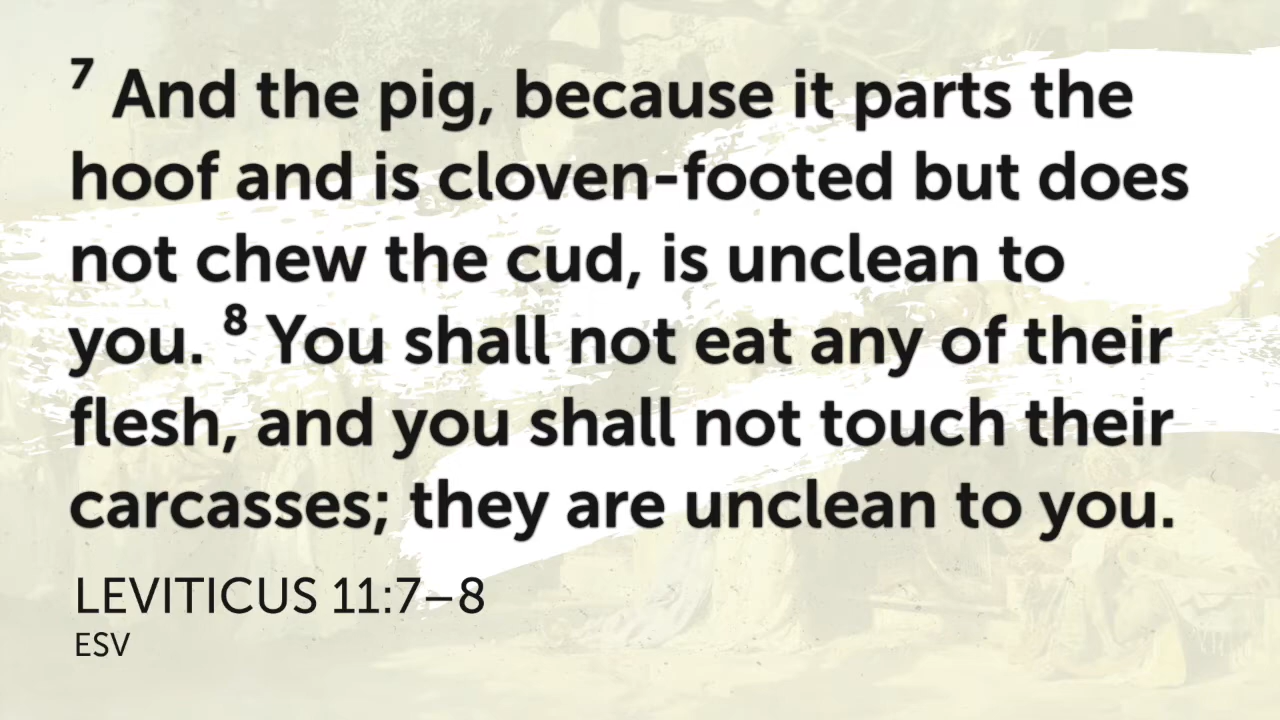 ⁷ And the pig, because it parts the
hoof and is cloven-footed but does
not chew the cud, is unclean to
you. ⁸ You shall not eat any of their
flesh, and you shall not touch their
carcasses; they are unclean to you.
LEVITICUS 11:7–8
ESV